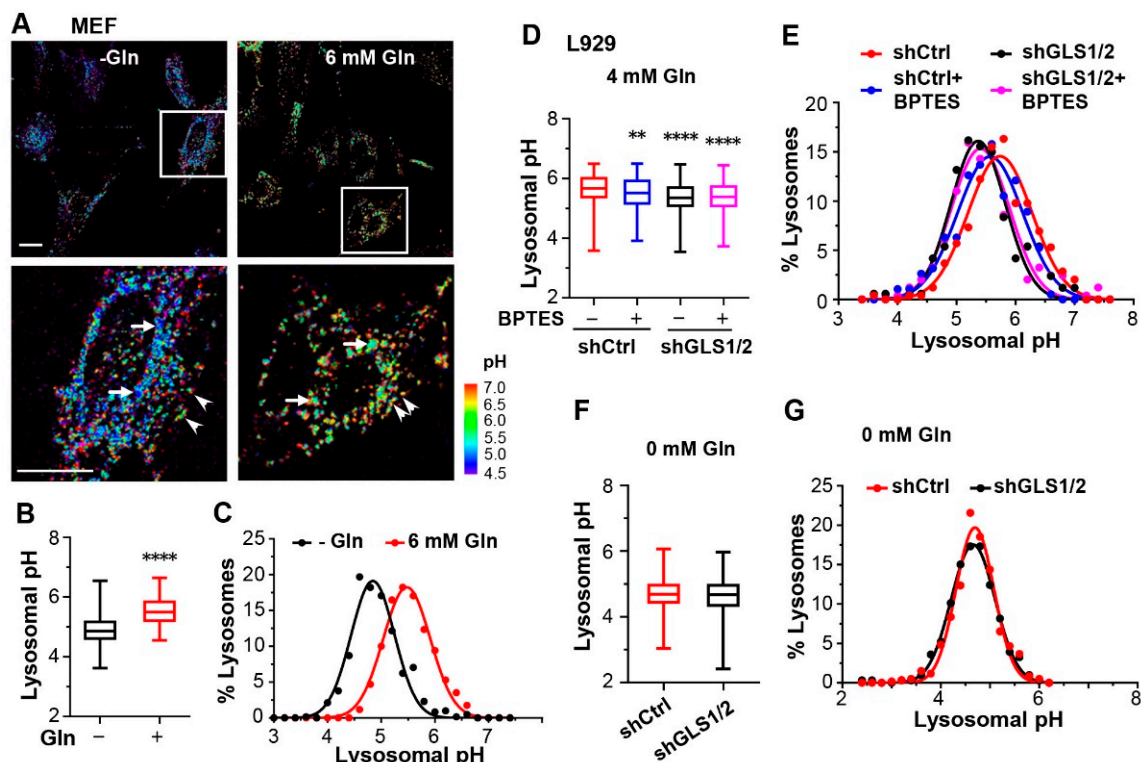 A
MEF
-Gln
6 mM Gln
pH
7.0
6.5
6.0
5.5
5.0
4.5
B
Lysosomal pH
8
6
4
2
****
Gln
– +
C
- Gln
6 mM Gln
% Lysosomes
25
20
15
10
5
0
3 4 5 6 7 8
Lysosomal pH
D
L929
4 mM Gln
Lysosomal pH
8
6
4
2
** **** ****
BPTES – + – +
shCtrl shGLS1/2
E
shCtrl
shGLS1/2
shCtrl+
BPTES
shGLS1/2+
BPTES
% Lysosomes
20
15
10
5
0
3 4 5 6 7 8
Lysosomal pH
F
0 mM Gln
Lysosomal pH
8
6
4
2
shCtrl
shGLS1/2
G
0 mM Gln
shCtrl
shGLS1/2
% Lysosomes
25
20
15
10
5
0
2 4 6 8
Lysosomal pH